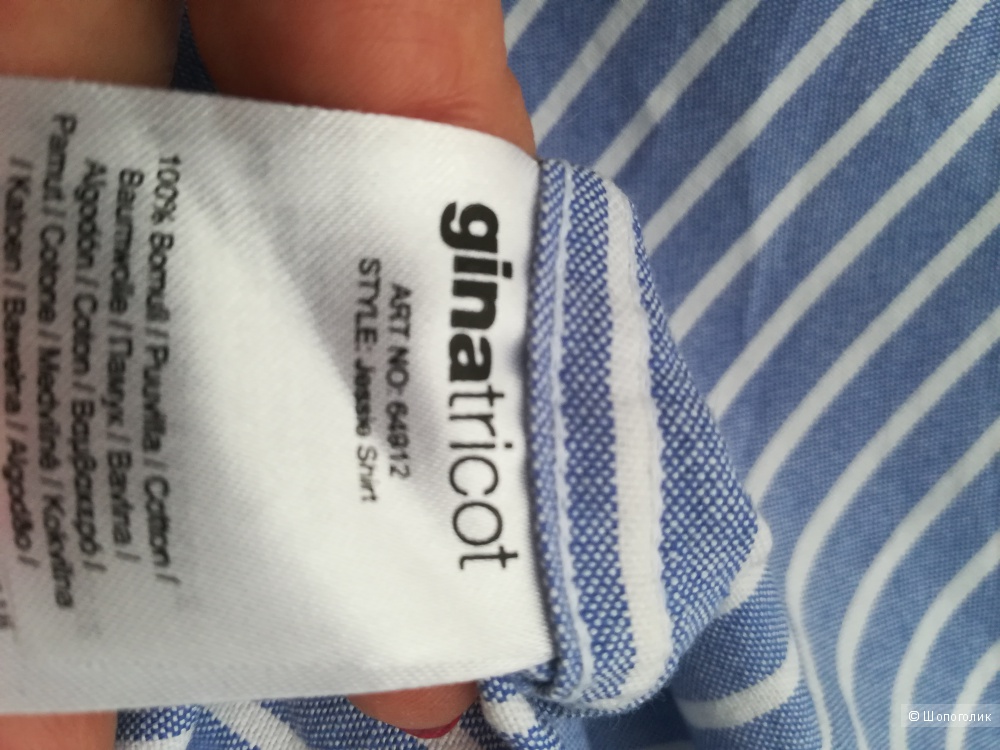 ginatricot
ART NO: 64912
STYLE: Jesse Shirt
100% Bomull / Puuvilla / Cotton /
Baumwolle / Памук / Bavlna /
Algodón / Coton / Βαμβακερό /
Pamut / Cotone / Medvilnė / Kokvilna
/ Katoen / Bawełna / Algodão /
© Шопоголик